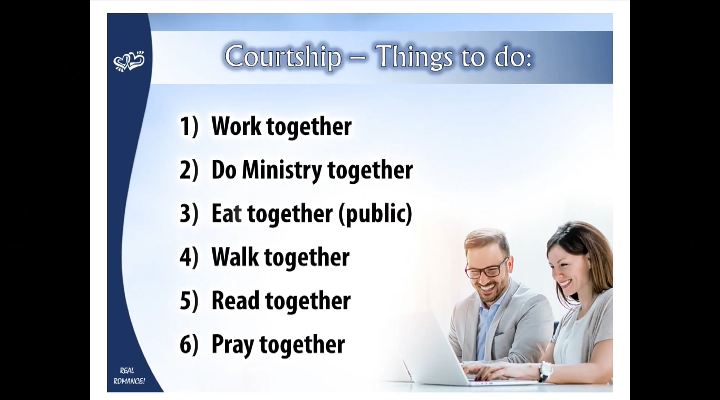 Courtship – Things to do:
1) Work together
2) Do Ministry together
3) Eat together (public)
4) Walk together
5) Read together
6) Pray together
REAL
ROMANCE!